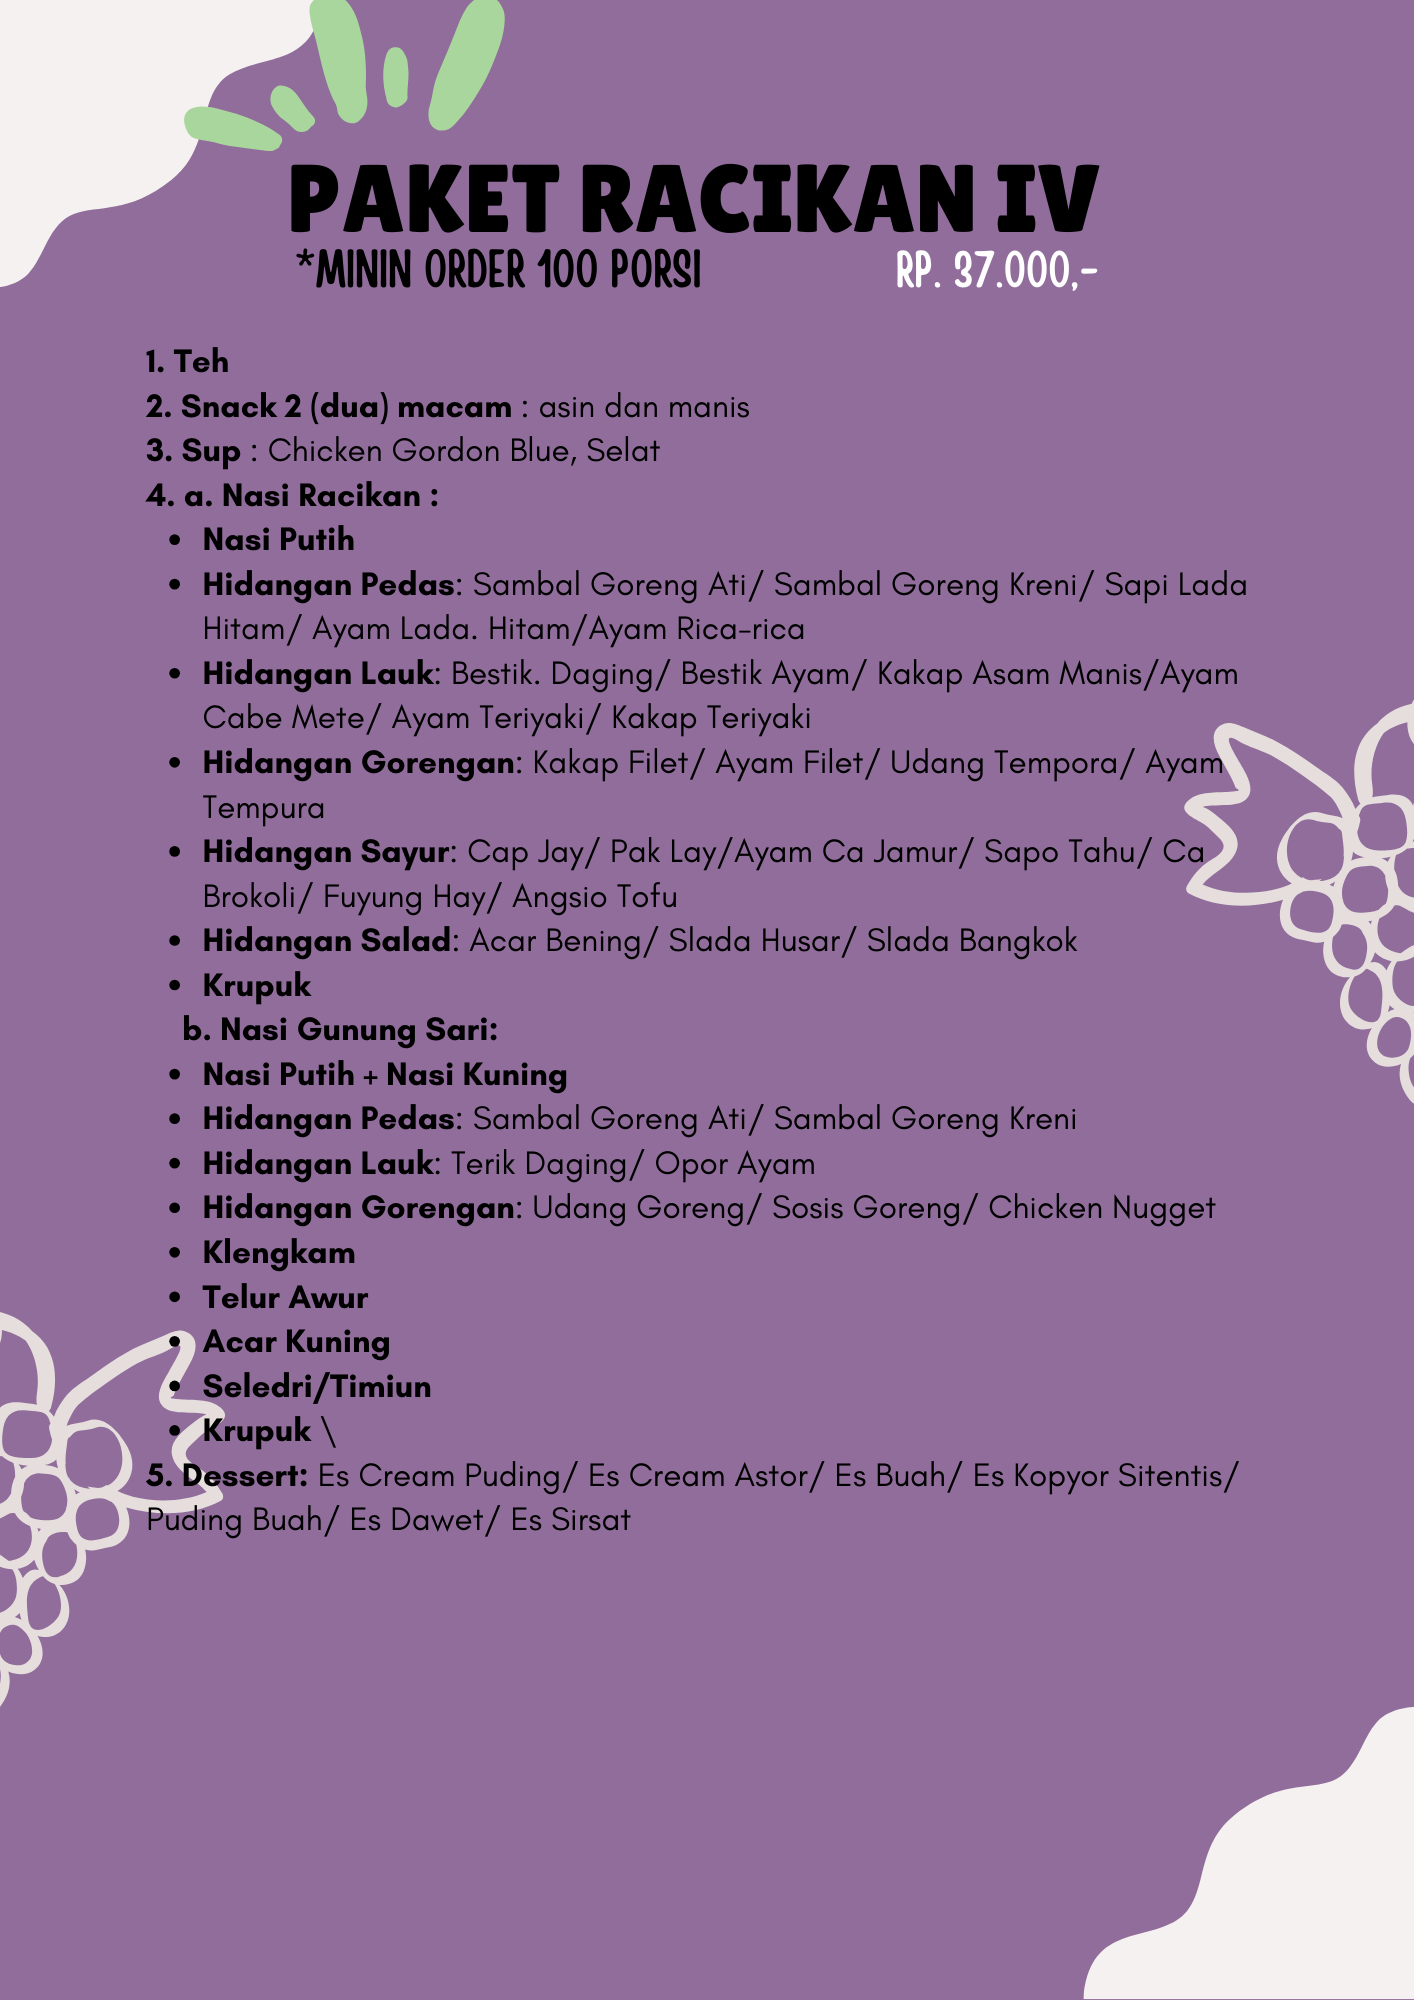 PAKET RACIKAN IV
*MININ ORDER 100 PORSI RP. 37.000,-
1. Teh
2. Snack 2 (dua) macam : asin dan manis
3. Sup : Chicken Gordon Blue, Selat
4. a. Nasi Racikan :
• Nasi Putih
• Hidangan Pedas: Sambal Goreng Ati/ Sambal Goreng Kreni/ Sapi Lada
Hitam/ Ayam Lada. Hitam/Ayam Rica-rica
• Hidangan Lauk: Bestik. Daging/ Bestik Ayam/ Kakap Asam Manis/Ayam
Cabe Mete/ Ayam Teriyaki/ Kakap Teriyaki
• Hidangan Gorengan: Kakap Filet/ Ayam Filet/ Udang Tempora/ Ayam
Tempura
• Hidangan Sayur: Cap Jay/ Pak Lay/Ayam Ca Jamur/ Sapo Tahu/ Ca
Brokoli/ Fuyung Hay/ Angsio Tofu
• Hidangan Salad: Acar Bening/ Slada Husar/ Slada Bangkok
• Krupuk
b. Nasi Gunung Sari:
• Nasi Putih + Nasi Kuning
• Hidangan Pedas: Sambal Goreng Ati/ Sambal Goreng Kreni
• Hidangan Lauk: Terik Daging/ Opor Ayam
• Hidangan Gorengan: Udang Goreng/ Sosis Goreng/ Chicken Nugget
• Klengkam
• Telur Awur
• Acar Kuning
• Seledri/Timiun
• Krupuk \
5. Dessert: Es Cream Puding/ Es Cream Astor/ Es Buah/ Es Kopyor Sitentis/
Puding Buah/ Es Dawet/ Es Sirsat